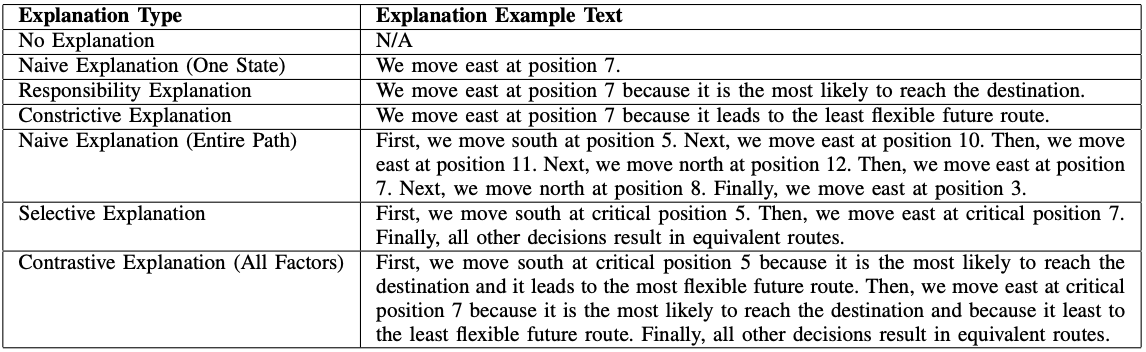 Explanation Type Explanation Example Text
No Explanation N/A
Naive Explanation (One State) We move east at position 7.
Responsibility Explanation We move east at position 7 because it is the most likely to reach the destination.
Constrictive Explanation We move east at position 7 because it leads to the least flexible future route.
Naive Explanation (Entire Path) First, we move south at position 5. Next, we move east at position 10. Then, we move
east at position 11. Next, we move north at position 12. Then, we move east at position
7. Next, we move north at position 8. Finally, we move east at position 3.
Selective Explanation First, we move south at critical position 5. Then, we move east at critical position 7.
Finally, all other decisions result in equivalent routes.
Contrastive Explanation (All Factors) First, we move south at critical position 5 because it is the most likely to reach the
destination and it leads to the most flexible future route. Then, we move east at critical
position 7 because it is the most likely to reach the destination and because it least to
the least flexible future route. Finally, all other decisions result in equivalent routes.